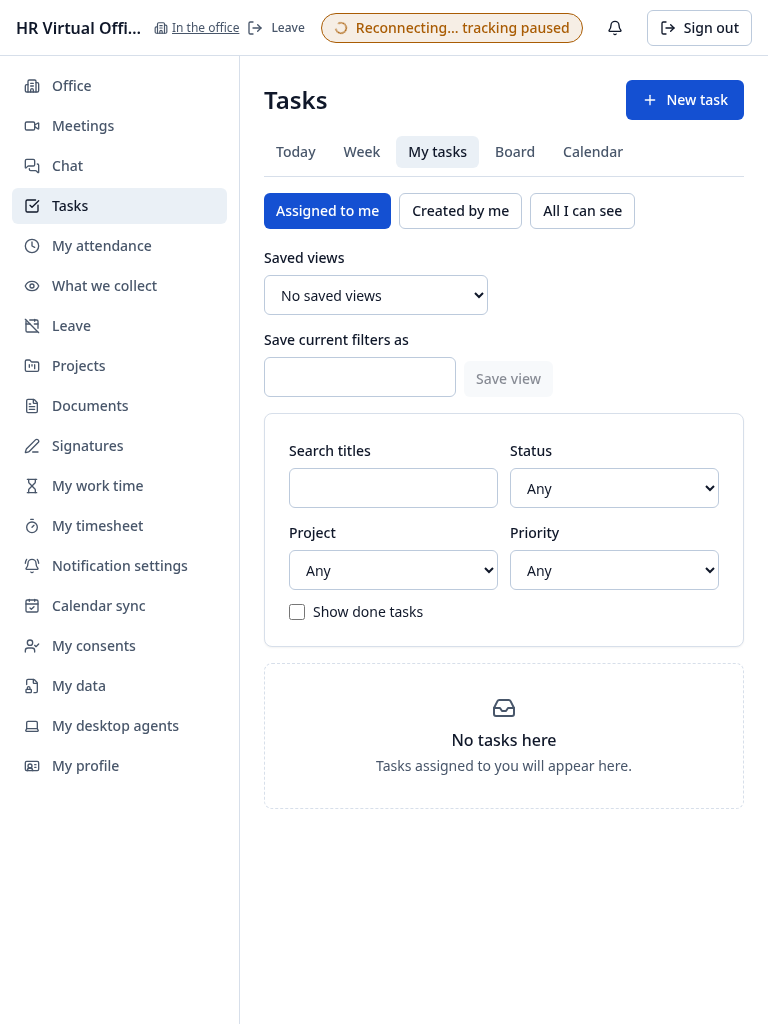 HR Virtual Offi... In the office Leave Reconnecting... tracking paused Sign out
Office
Meetings
Chat
Tasks
My attendance
What we collect
Leave
Projects
Documents
Signatures
My work time
My timesheet
Notification settings
Calendar sync
My consents
My data
My desktop agents
My profile
Tasks
New task
Today Week My tasks Board Calendar
Assigned to me Created by me All I can see
Saved views
No saved views
Save current filters as
Save view
Search titles Status
Any
Project Priority
Any Any
Show done tasks
No tasks here
Tasks assigned to you will appear here.